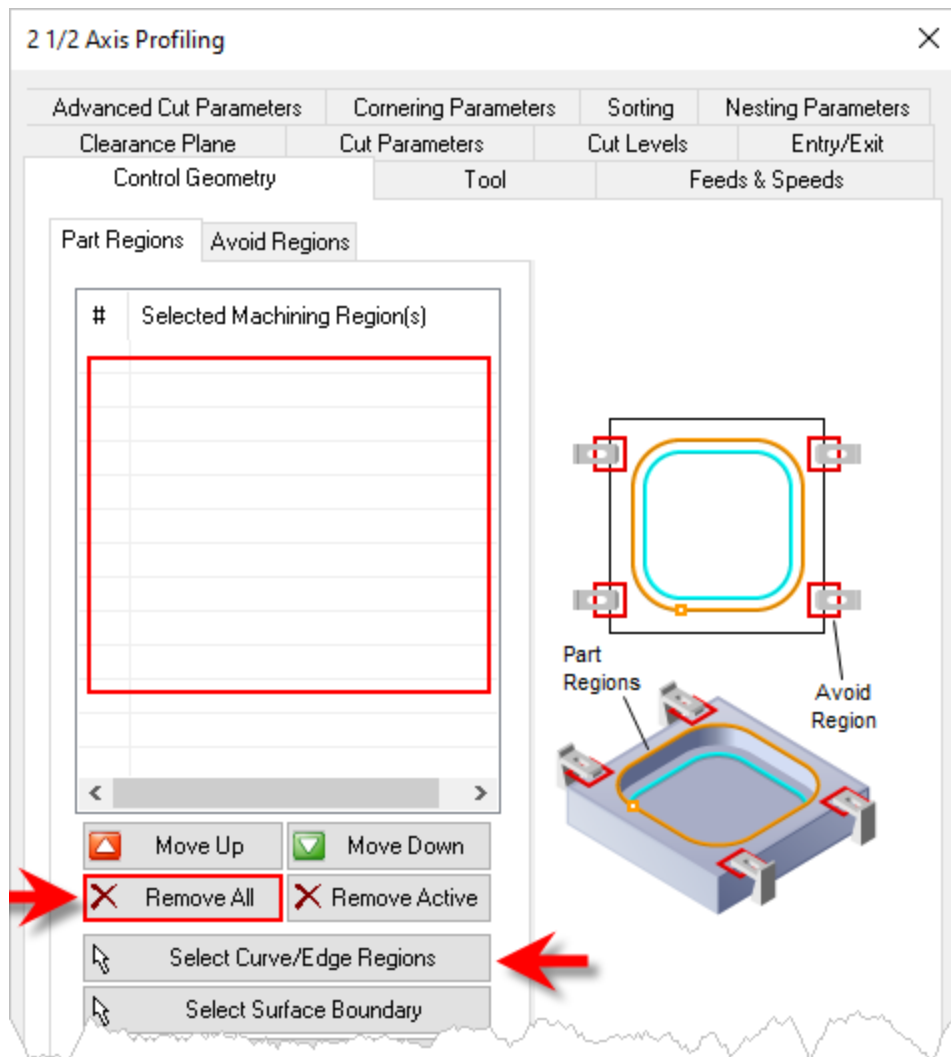 2 1/2 Axis Profiling
Advanced Cut Parameters Cornering Parameters Sorting Nesting Parameters
Clearance Plane Cut Parameters Cut Levels Entry/Exit
Control Geometry Tool Feeds & Speeds
Part Regions Avoid Regions
# Selected Machining Region(s)
Part
Regions
Avoid
Region
Move Up Move Down
Remove All Remove Active
Select Curve/Edge Regions
Select Surface Boundary